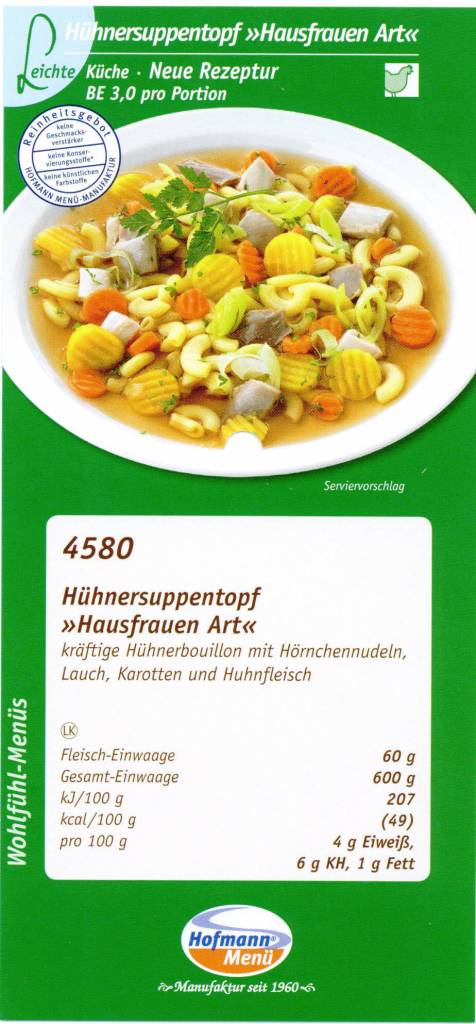 Hühnersuppentopf »Hausfrauen Art«
Leichte Küche · Neue Rezeptur
BE 3,0 pro Portion
Reinheitsgebot
keine
Geschmacks-
verstärker
keine Konser-
vierungsstoffe*
keine künstlichen
Farbstoffe
HOFMANN MENÜ-MANUFAKTUR
Serviervorschlag
4580
Hühnersuppentopf
»Hausfrauen Art«
kräftige Hühnerbouillon mit Hörnchennudeln,
Lauch, Karotten und Huhnfleisch
LK
Fleisch-Einwaage 60 g
Gesamt-Einwaage 600 g
kJ/100 g 207
kcal/100 g (49)
pro 100 g 4 g Eiweiß,
6 g KH, 1 g Fett
Wohlfühl-Menüs
Hofmann®
Menü
Manufaktur seit 1960